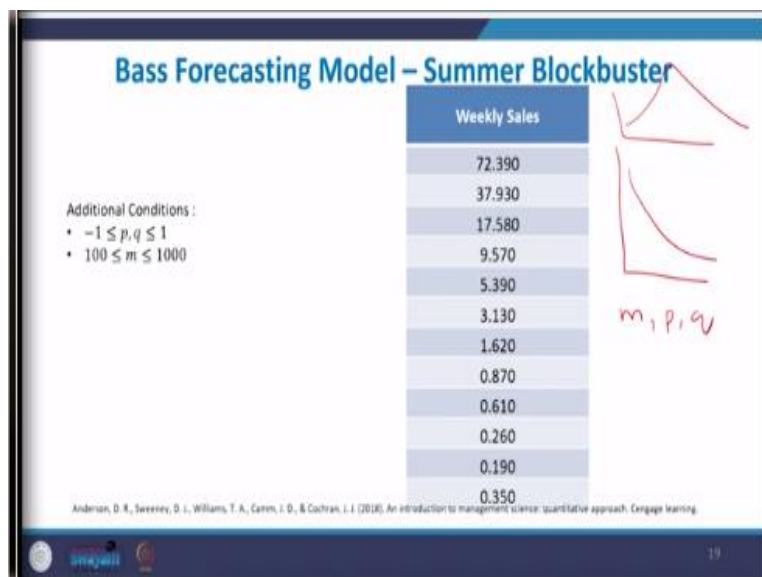 Bass Forecasting Model – Summer Blockbuster
Weekly Sales
72.390
37.930
17.580
9.570
5.390
3.130
1.620
0.870
0.610
0.260
0.190
0.350
Additional Conditions :
• −1 ≤ p, q ≤ 1
• 100 ≤ m ≤ 1000
m, p, q
Anderson, D. R., Sweeney, D. J., Williams, T. A., Camm, J. D., & Cochran, J. J. (2018). An introduction to management science: quantitative approach. Cengage learning.
swayam
19